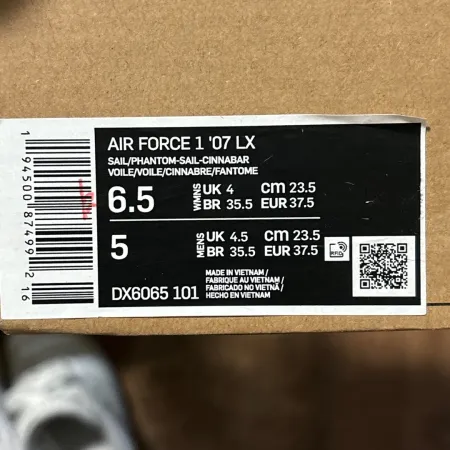 AIR FORCE 1 '07 LX
SAIL/PHANTOM-SAIL-CINNABAR
VOILE/VOILE/CINNABRE/FANTOME
6.5 WMNS UK 4 CM 23.5
BR 35.5 EUR 37.5
5 MENS UK 4.5 CM 23.5
BR 35.5 EUR 37.5
RFID
MADE IN VIETNAM /
FABRIQUE AU VIETNAM /
FABRICADO NO VIETNÃ /
HECHO EN VIETNAM
DX6065 101
1 94500 87499 2 16